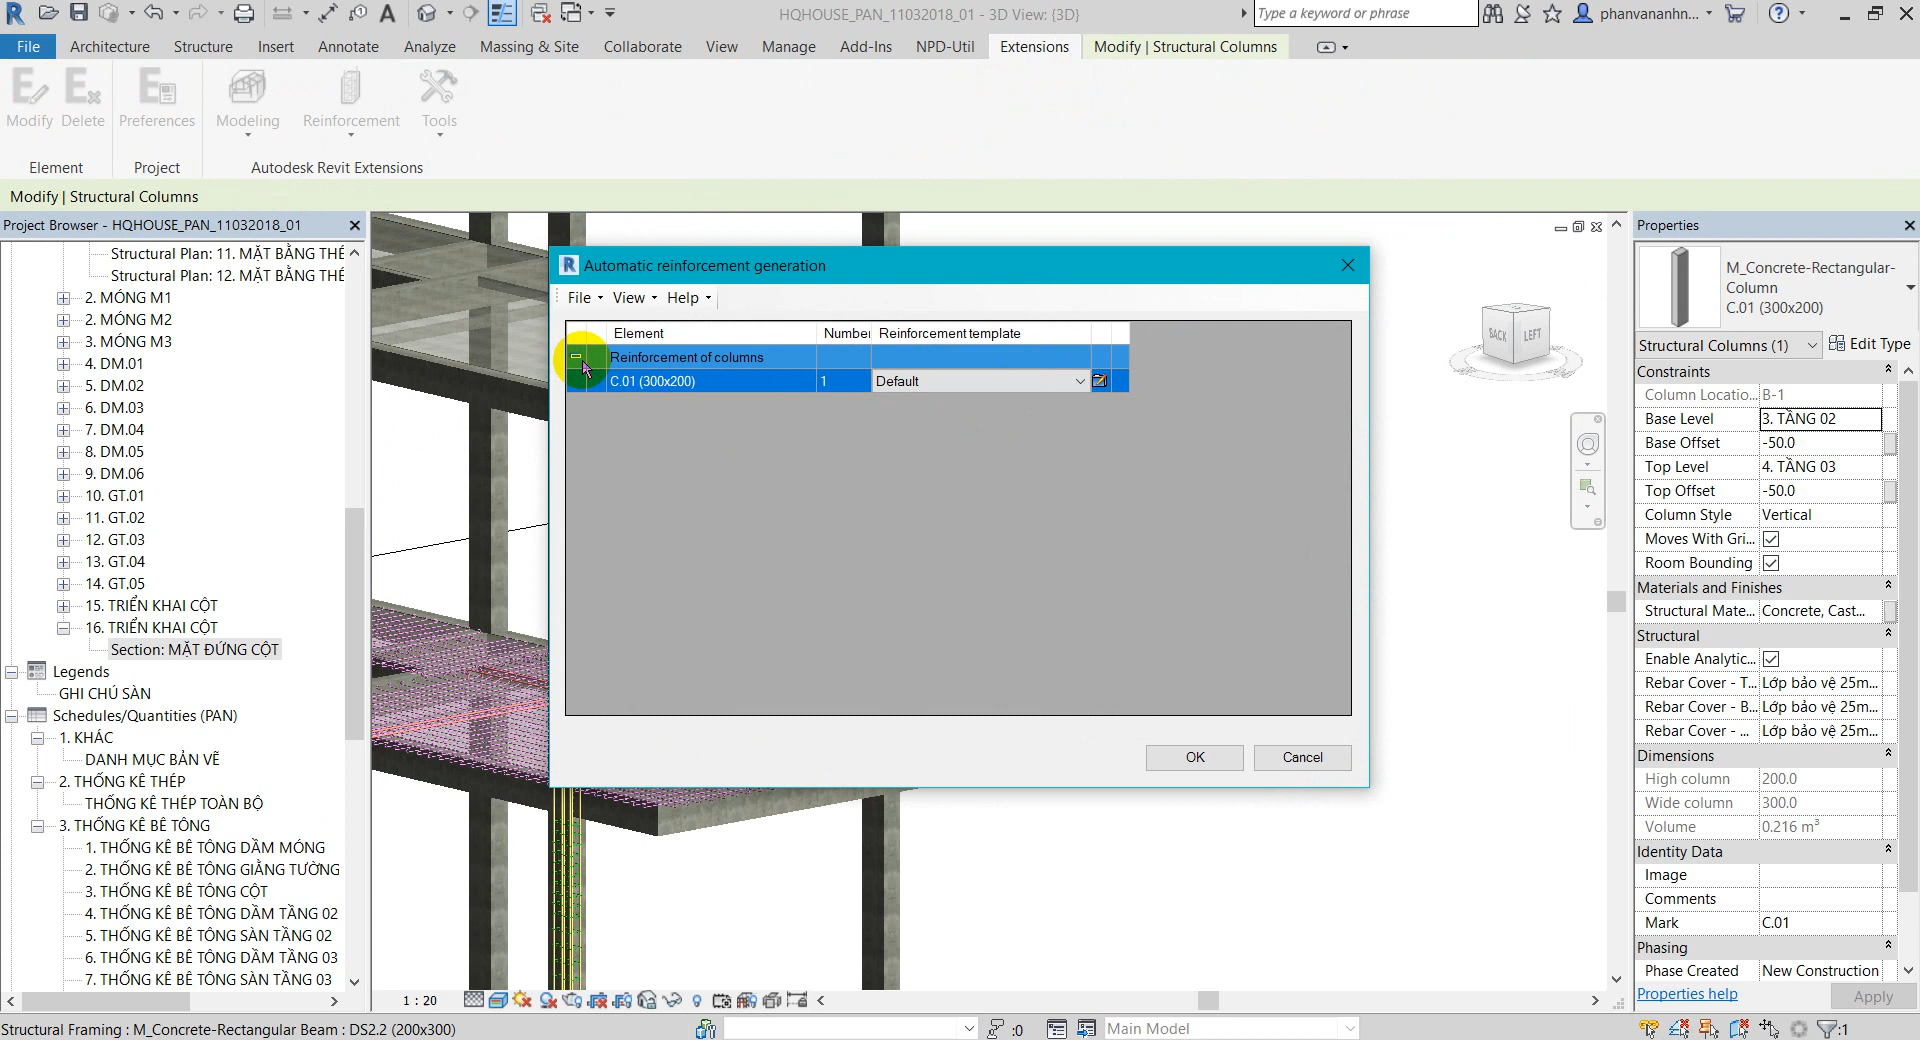 HQHOUSE_PAN_11032018_01 - 3D View: {3D}
Type a keyword or phrase
phanvananhn...
File
Architecture
Structure
Insert
Annotate
Analyze
Massing & Site
Collaborate
View
Manage
Add-Ins
NPD-Util
Extensions
Modify | Structural Columns
Modify
Delete
Preferences
Modeling
Reinforcement
Tools
Element
Project
Autodesk Revit Extensions
Modify | Structural Columns
Project Browser - HQHOUSE_PAN_11032018_01
Structural Plan: 11. MẶT BẰNG THÉ
Structural Plan: 12. MẶT BẰNG THÉ
2. MÓNG M1
2. MÓNG M2
3. MÓNG M3
4. DM.01
5. DM.02
6. DM.03
7. DM.04
8. DM.05
9. DM.06
10. GT.01
11. GT.02
12. GT.03
13. GT.04
14. GT.05
15. TRIỂN KHAI CỘT
16. TRIỂN KHAI CỘT
Section: MẶT ĐỨNG CỘT
Legends
GHI CHÚ SÀN
Schedules/Quantities (PAN)
1. KHÁC
DANH MỤC BẢN VẼ
2. THỐNG KÊ THÉP
THỐNG KÊ THÉP TOÀN BỘ
3. THỐNG KÊ BÊ TÔNG
1. THỐNG KÊ BÊ TÔNG DẦM MÓNG
2. THỐNG KÊ BÊ TÔNG GIẰNG TƯỜNG
3. THỐNG KÊ BÊ TÔNG CỘT
4. THỐNG KÊ BÊ TÔNG DẦM TẦNG 02
5. THỐNG KÊ BÊ TÔNG SÀN TẦNG 02
6. THỐNG KÊ BÊ TÔNG DẦM TẦNG 03
7. THỐNG KÊ BÊ TÔNG SÀN TẦNG 03
Automatic reinforcement generation
File
View
Help
Element
Number
Reinforcement template
Reinforcement of columns
C.01 (300x200)
1
Default
OK
Cancel
BACK
LEFT
1 : 20
Properties
M_Concrete-Rectangular-
Column
C.01 (300x200)
Structural Columns (1)
Edit Type
Constraints
Column Locatio... B-1
Base Level 3. TẦNG 02
Base Offset -50.0
Top Level 4. TẦNG 03
Top Offset -50.0
Column Style Vertical
Moves With Gri...
Room Bounding
Materials and Finishes
Structural Mate... Concrete, Cast...
Structural
Enable Analytic...
Rebar Cover - T... Lớp bảo vệ 25m...
Rebar Cover - B... Lớp bảo vệ 25m...
Rebar Cover - ... Lớp bảo vệ 25m...
Dimensions
High column 200.0
Wide column 300.0
Volume 0.216 m³
Identity Data
Image
Comments
Mark C.01
Phasing
Phase Created New Construction
Properties help
Apply
Structural Framing : M_Concrete-Rectangular Beam : DS2.2 (200x300)
:0
Main Model
:1